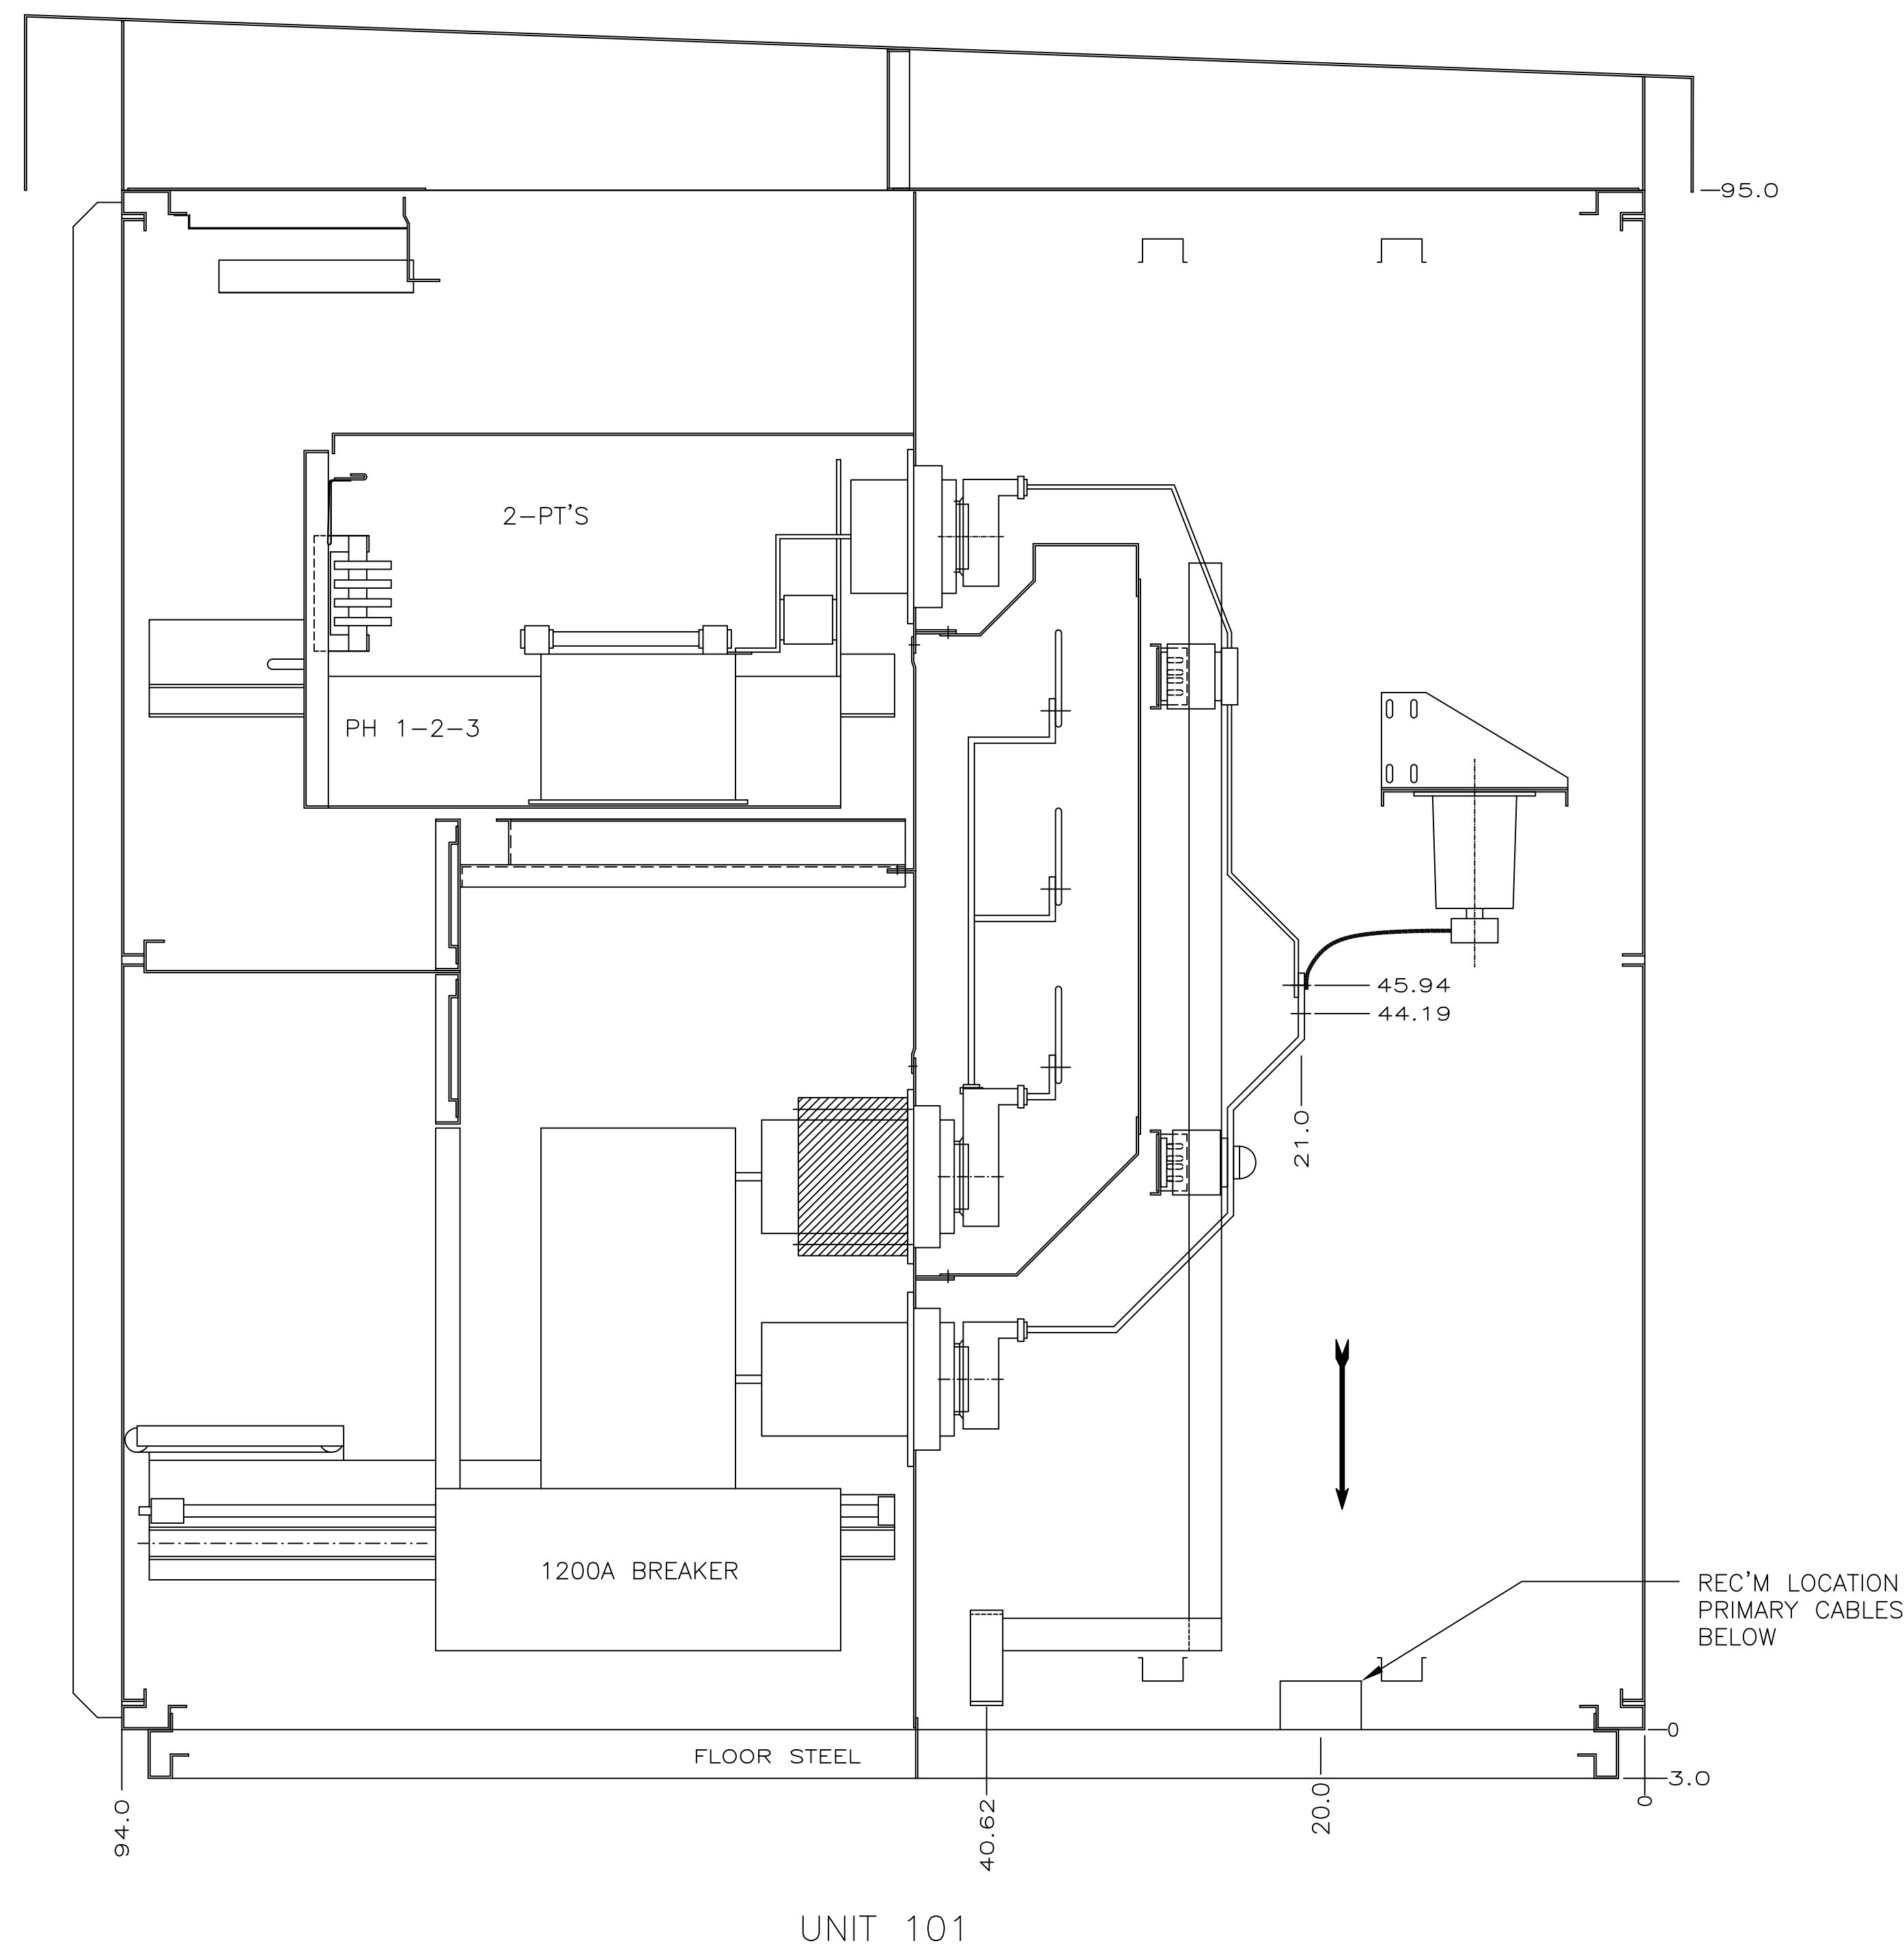 95.0
2-PT'S
PH 1-2-3
45.94
44.19
21.0
1200A BREAKER
REC'M LOCATION
PRIMARY CABLES
BELOW
0
FLOOR STEEL
3.0
94.0
40.62
20.0
0
UNIT 101